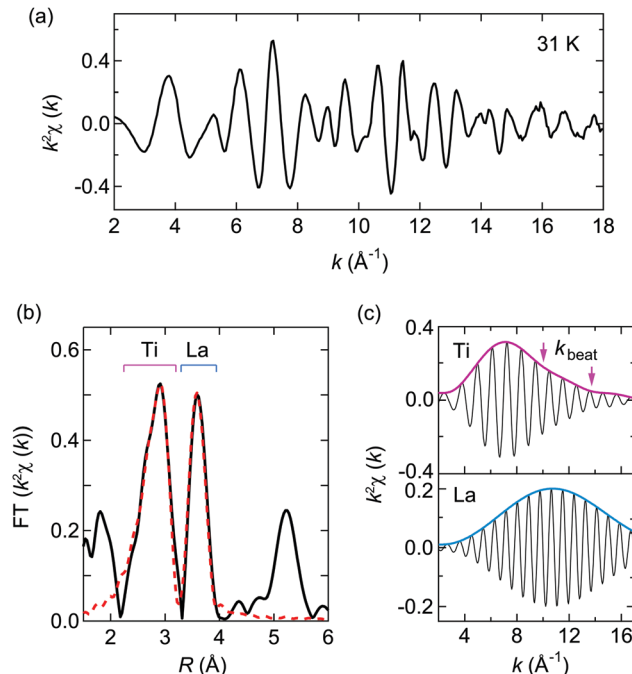 (a)
31 K
0.4
0.0
-0.4
k²χ (k)
2 4 6 8 10 12 14 16 18
k (Å⁻¹)
(b)
Ti La
0.6
0.4
0.2
0.0
FT (k²χ (k))
2 3 4 5 6
R (Å)
(c)
0.4
Ti
k_beat
0.0
-0.4
k²χ (k)
0.2
La
0.0
-0.2
4 8 12 16
k (Å⁻¹)